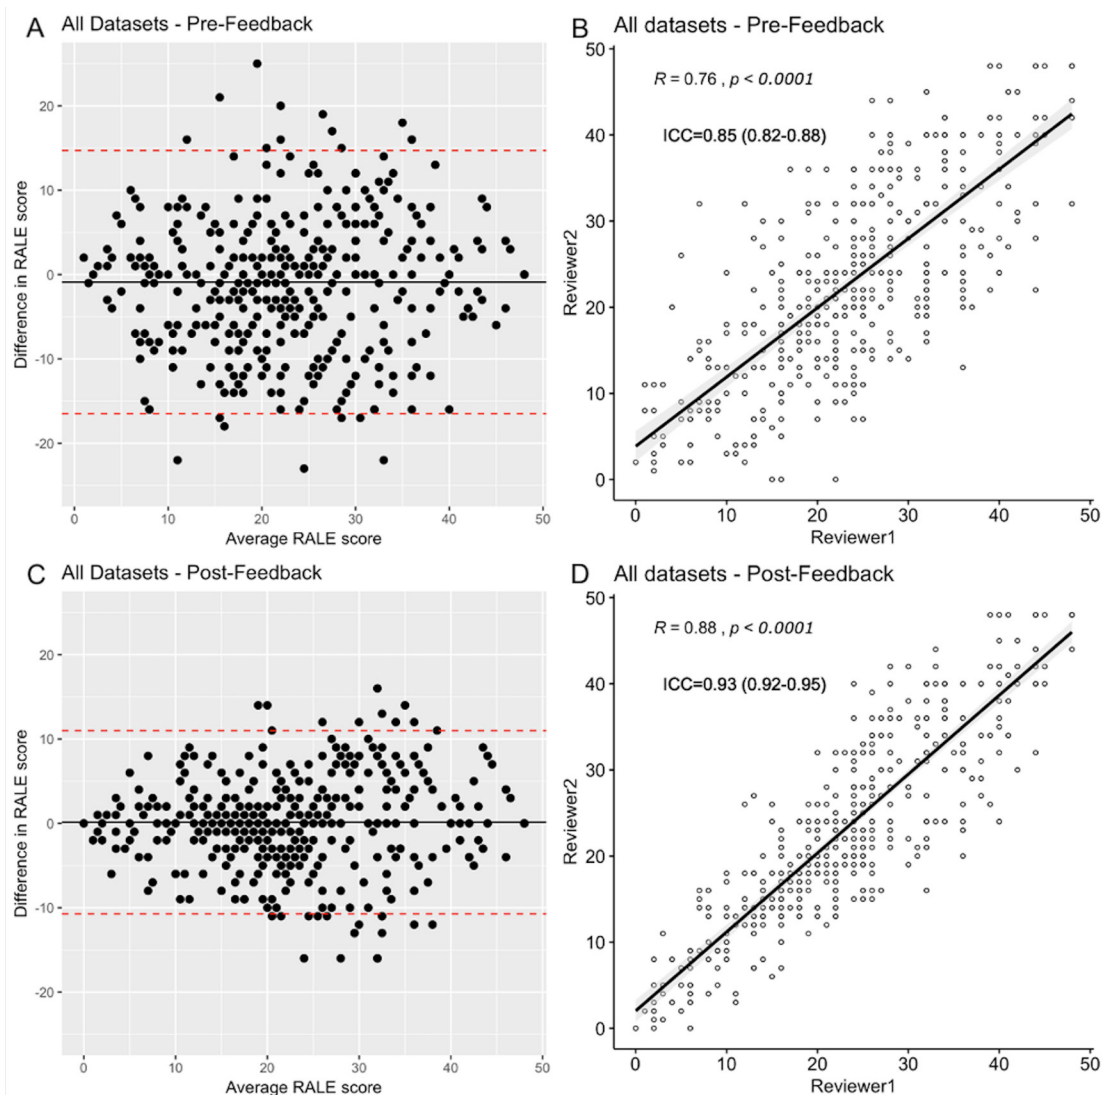 A All Datasets - Pre-Feedback
20
10
0
-10
-20
Difference in RALE score
0 10 20 30 40 50
Average RALE score
B All datasets - Pre-Feedback
R = 0.76 , p < 0.0001
ICC=0.85 (0.82-0.88)
50
40
30
20
10
0
Reviewer2
0 10 20 30 40 50
Reviewer1
C All Datasets - Post-Feedback
20
10
0
-10
-20
Difference in RALE score
0 10 20 30 40 50
Average RALE score
D All datasets - Post-Feedback
R = 0.88 , p < 0.0001
ICC=0.93 (0.92-0.95)
50
40
30
20
10
0
Reviewer2
0 10 20 30 40 50
Reviewer1